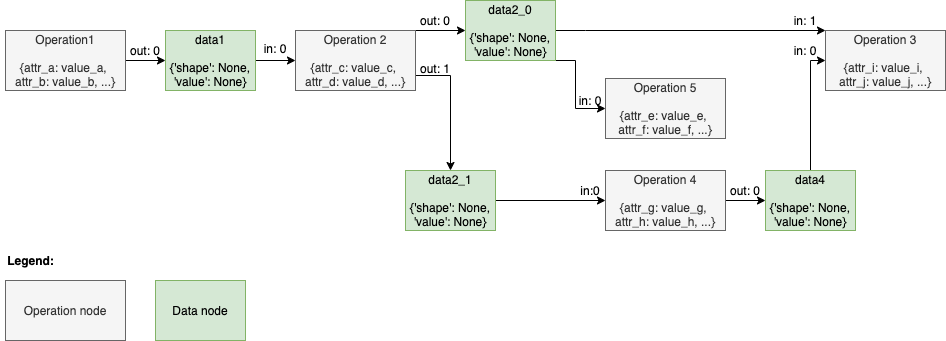 Operation1
{attr_a: value_a,
attr_b: value_b, ...}
out: 0
data1
{'shape': None,
'value': None}
in: 0
Operation 2
{attr_c: value_c,
attr_d: value_d, ...}
out: 0
out: 1
data2_0
{'shape': None,
'value': None}
in: 1
in: 0
Operation 3
{attr_i: value_i,
attr_j: value_j, ...}
in: 0
Operation 5
{attr_e: value_e,
attr_f: value_f, ...}
data2_1
{'shape': None,
'value': None}
in:0
Operation 4
{attr_g: value_g,
attr_h: value_h, ...}
out: 0
data4
{'shape': None,
'value': None}
Legend:
Operation node
Data node